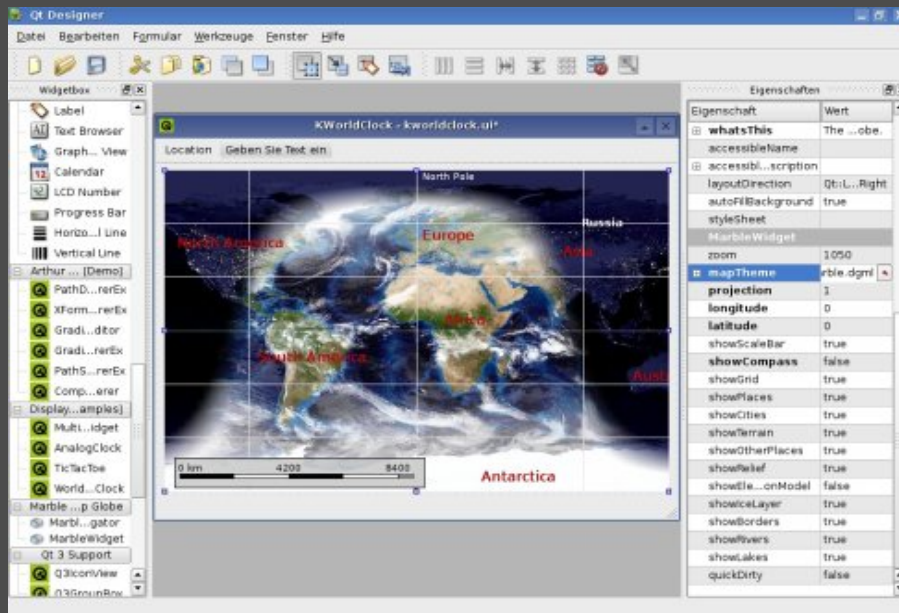 Qt Designer
Datei Bearbeiten Formular Werkzeuge Fenster Hilfe
Widgetbox
Label
Text Browser
Graph... View
Calendar
LCD Number
Progress Bar
Horizo...l Line
Vertical Line
Arthur ... [Demo]
PathD...rerEx
XForm...rerEx
Gradi...ditor
Gradi...rerEx
PathS...rerEx
Comp...erer
Display...amples]
Multi...idget
AnalogClock
TicTacToe
World...Clock
Marble ...p Globe
Marbl...gator
MarbleWidget
Qt 3 Support
Q3IconView
Q3GroupBox
KWorldClock - kworldclock.ui*
Location Geben Sie Text ein
North Pole
Russia
North America
Europe
Asia
Africa
South America
Aust
0 km 4200 8400
Antarctica
Eigenschaften
Eigenschaft Wert
whatsThis The ...obe.
accessibleName
accessibl...scription
layoutDirection Qt::L...Right
autoFillBackground true
styleSheet
MarbleWidget
zoom 1050
mapTheme rble.dgml
projection 1
longitude 0
latitude 0
showScaleBar true
showCompass false
showGrid true
showPlaces true
showCities true
showTerrain true
showOtherPlaces true
showRelief true
showEle...onModel false
showIceLayer true
showBorders true
showRivers true
showLakes true
quickDirty false